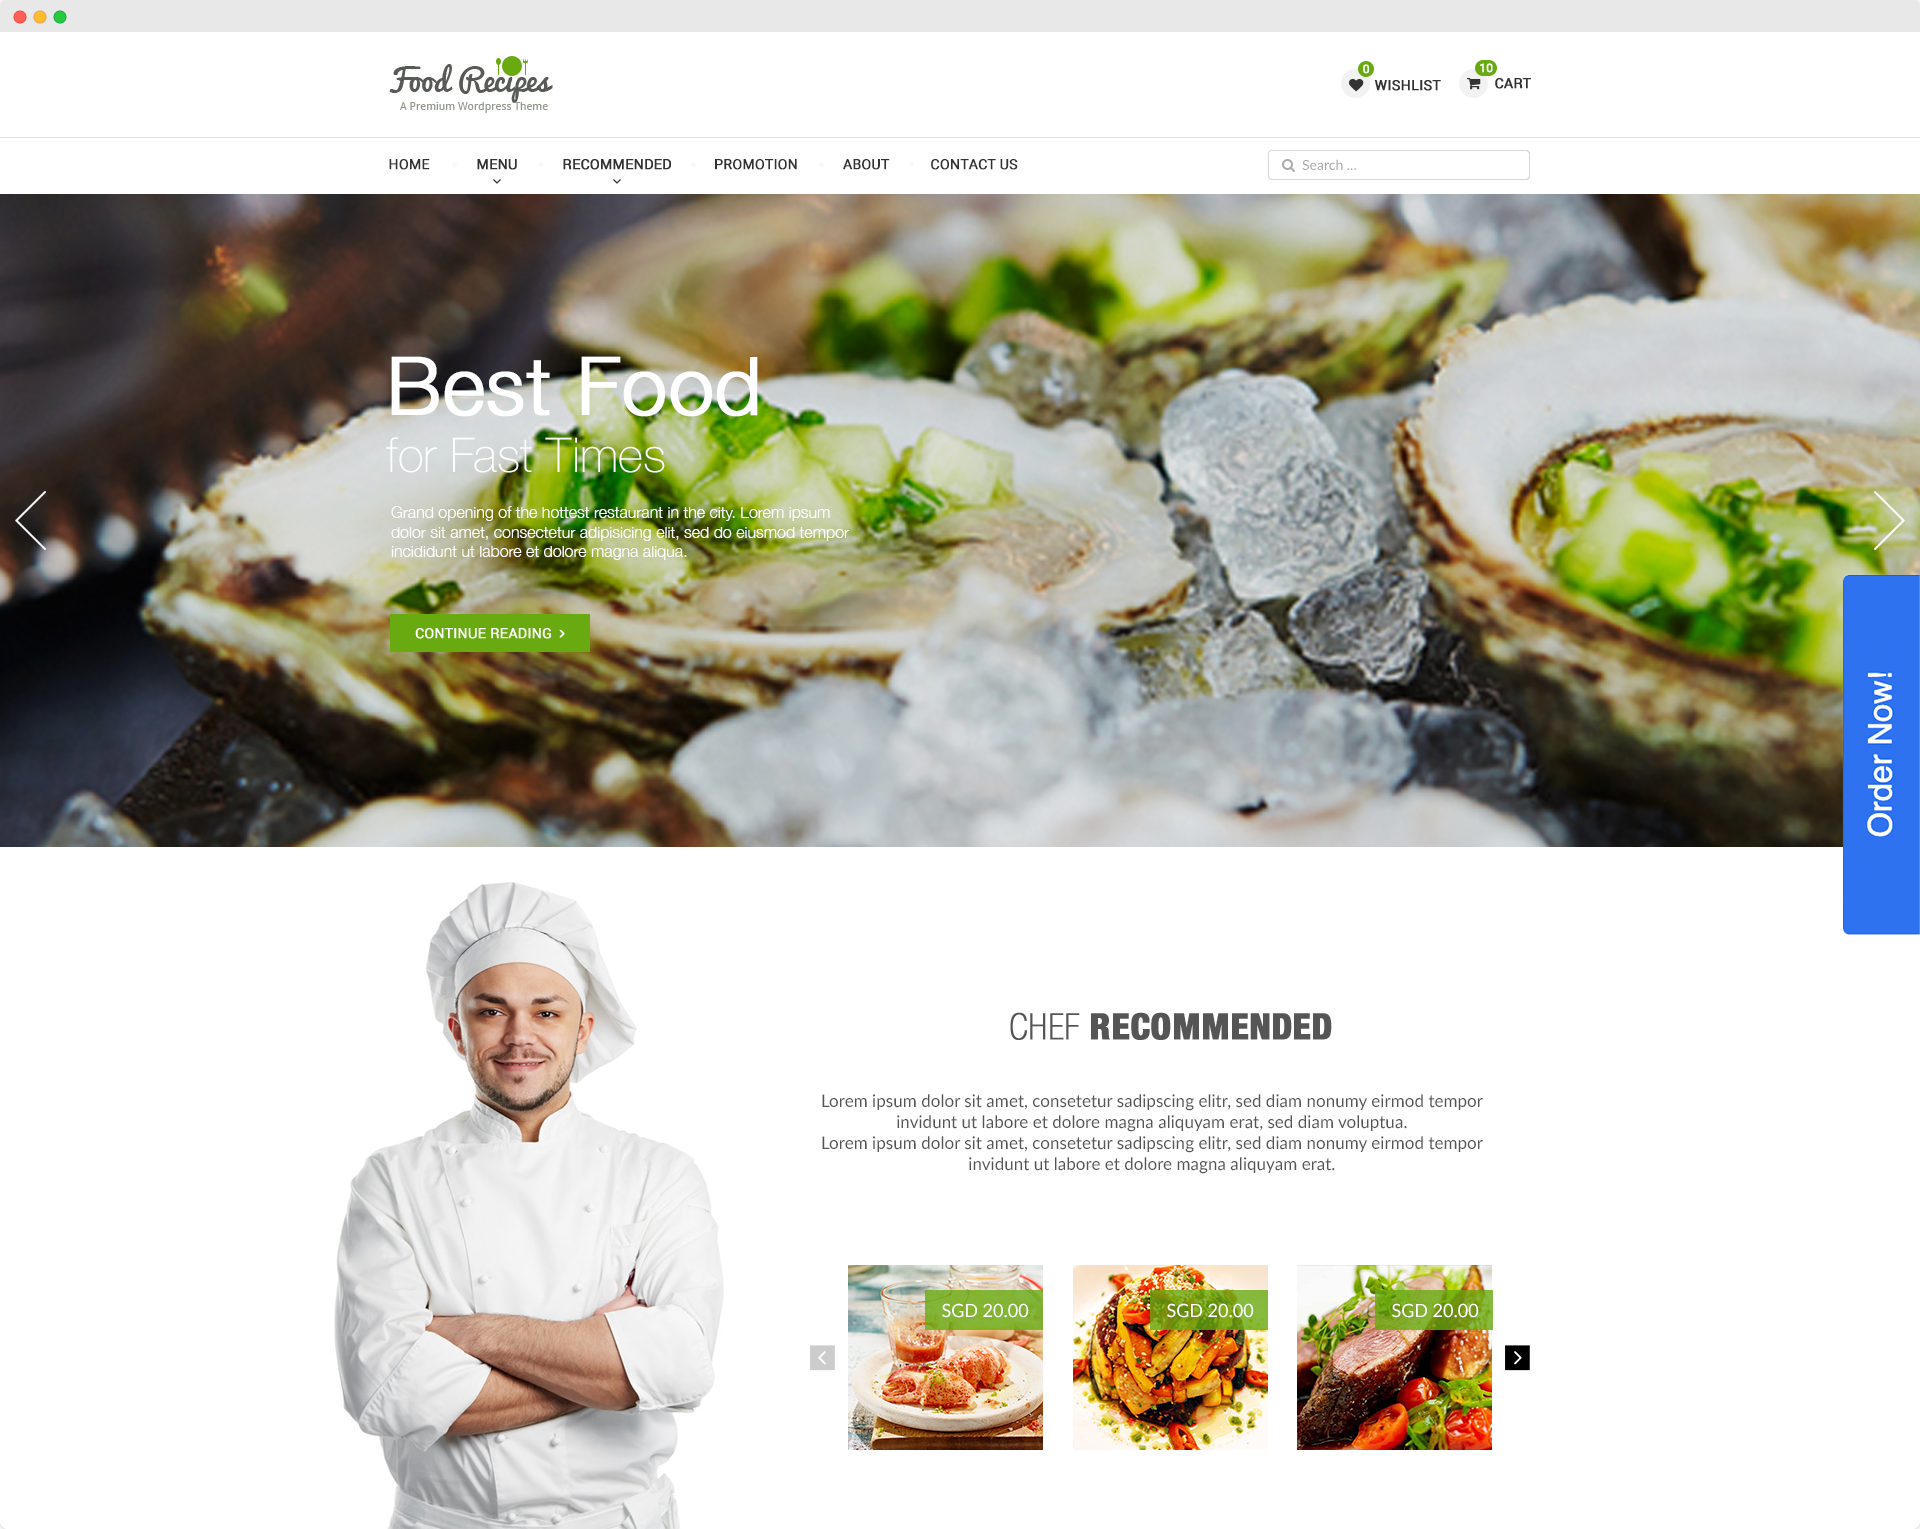 Food Recipes
A Premium Wordpress Theme
0
WISHLIST
10
CART
HOME
MENU
RECOMMENDED
PROMOTION
ABOUT
CONTACT US
Search ...
Best Food
for Fast Times
Grand opening of the hottest restaurant in the city. Lorem ipsum
dolor sit amet, consectetur adipisicing elit, sed do eiusmod tempor
incididunt ut labore et dolore magna aliqua.
CONTINUE READING
Order Now!
CHEF RECOMMENDED
Lorem ipsum dolor sit amet, consetetur sadipscing elitr, sed diam nonumy eirmod tempor
invidunt ut labore et dolore magna aliquyam erat, sed diam voluptua.
Lorem ipsum dolor sit amet, consetetur sadipscing elitr, sed diam nonumy eirmod tempor
invidunt ut labore et dolore magna aliquyam erat.
SGD 20.00
SGD 20.00
SGD 20.00